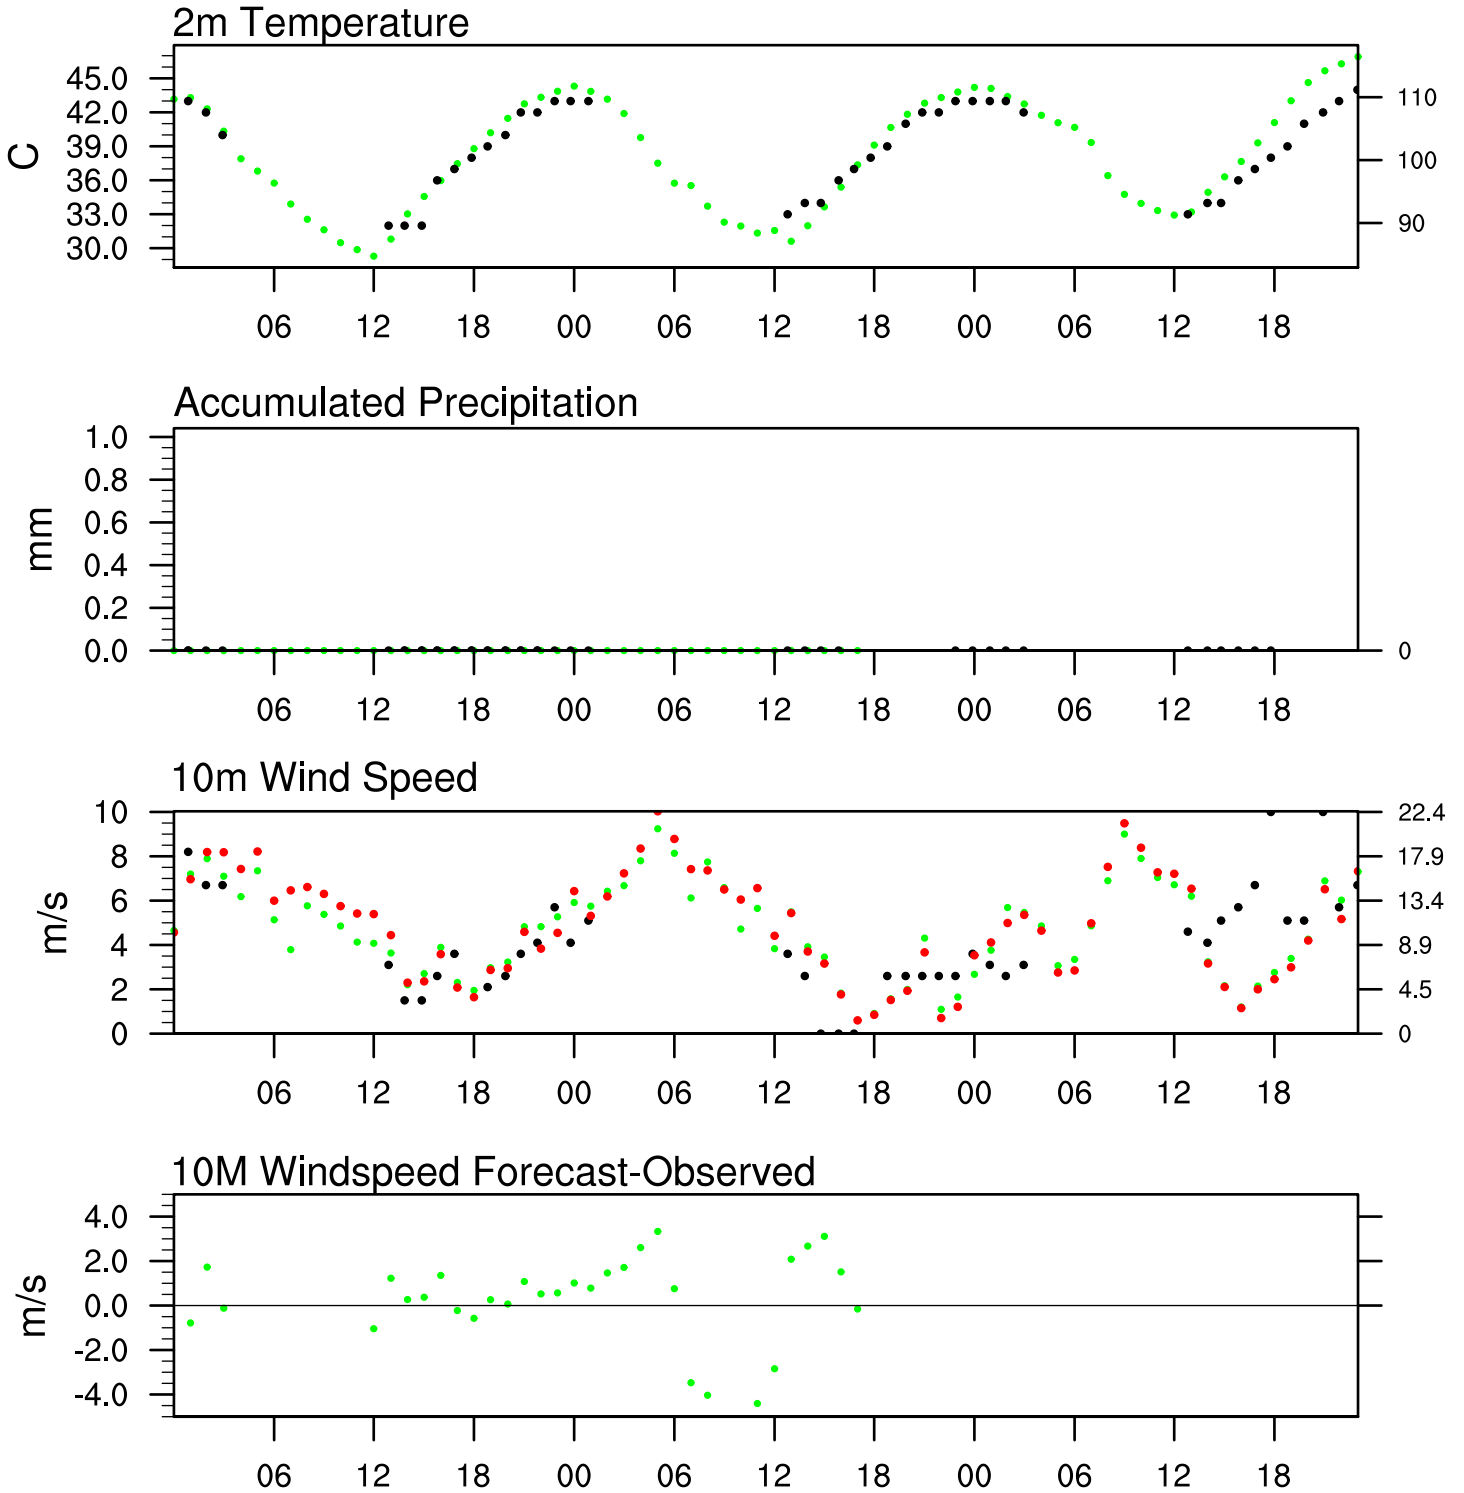 2m Temperature
45.0
42.0
39.0
36.0
33.0
30.0
C
110
100
90
06 12 18 00 06 12 18 00 06 12 18
Accumulated Precipitation
1.0
0.8
0.6
0.4
0.2
0.0
mm
0
06 12 18 00 06 12 18 00 06 12 18
10m Wind Speed
10
8
6
4
2
0
m/s
22.4
17.9
13.4
8.9
4.5
0
06 12 18 00 06 12 18 00 06 12 18
10M Windspeed Forecast-Observed
4.0
2.0
0.0
-2.0
-4.0
m/s
06 12 18 00 06 12 18 00 06 12 18